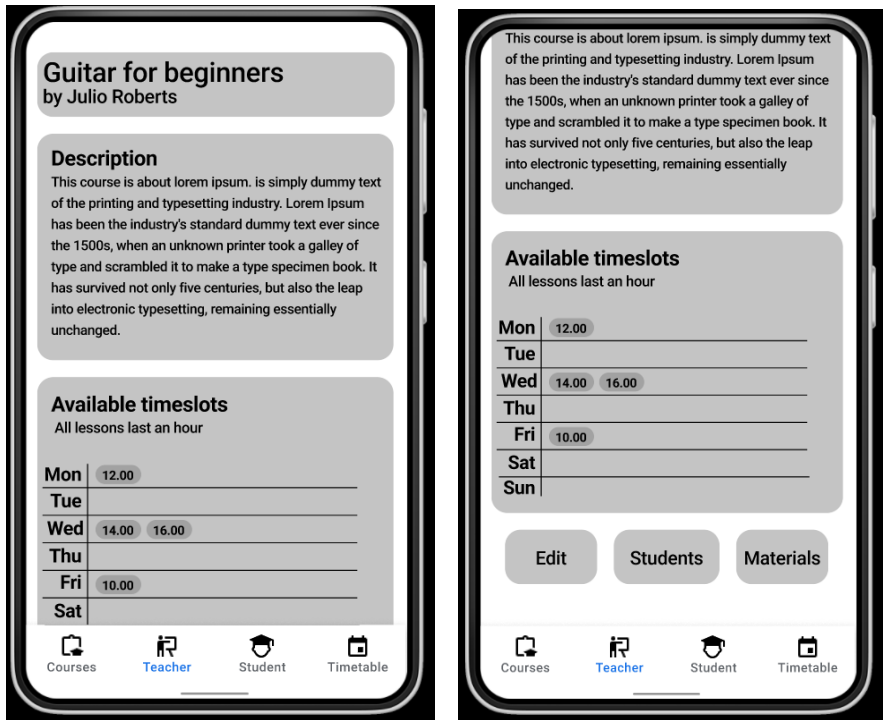 Guitar for beginners
by Julio Roberts
Description
This course is about lorem ipsum. is simply dummy text
of the printing and typesetting industry. Lorem Ipsum
has been the industry's standard dummy text ever since
the 1500s, when an unknown printer took a galley of
type and scrambled it to make a type specimen book. It
has survived not only five centuries, but also the leap
into electronic typesetting, remaining essentially
unchanged.
Available timeslots
All lessons last an hour
Mon 12.00
Tue
Wed 14.00 16.00
Thu
Fri 10.00
Sat
Courses Teacher Student Timetable
This course is about lorem ipsum. is simply dummy text
of the printing and typesetting industry. Lorem Ipsum
has been the industry's standard dummy text ever since
the 1500s, when an unknown printer took a galley of
type and scrambled it to make a type specimen book. It
has survived not only five centuries, but also the leap
into electronic typesetting, remaining essentially
unchanged.
Available timeslots
All lessons last an hour
Mon 12.00
Tue
Wed 14.00 16.00
Thu
Fri 10.00
Sat
Sun
Edit Students Materials
Courses Teacher Student Timetable